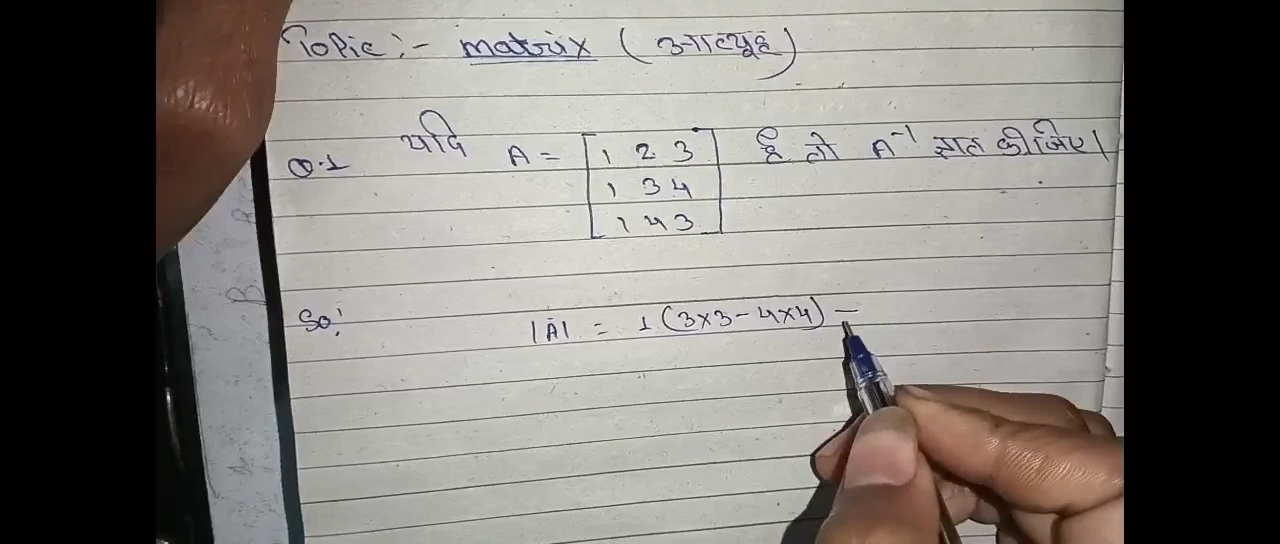 Topic:- matrix (आव्यूह)
Q.1 यदि A = [1 2 3 है तो A⁻¹ ज्ञात कीजिए।
1 3 4
1 4 3]
So! |A| = 1 (3×3-4×4) -